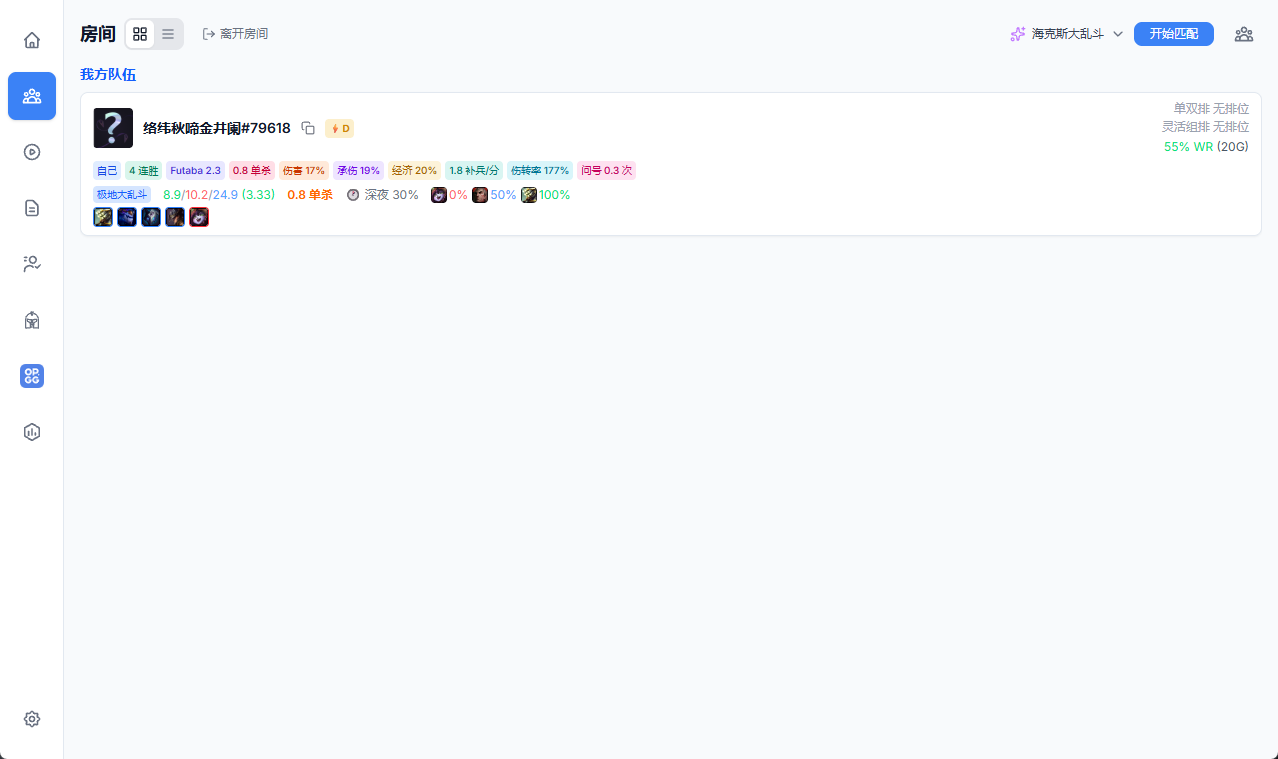 房间
离开房间
海克斯大乱斗
开始匹配
我方队伍
络纬秋啼金井阑#79618
D
单双排 无排位
灵活组排 无排位
55% WR (20G)
自己 4 连胜 Futaba 2.3 0.8 单杀 伤害 17% 承伤 19% 经济 20% 1.8 补兵/分 伤转率 177% 问号 0.3 次
极地大乱斗 8.9/10.2/24.9 (3.33) 0.8 单杀 深夜 30% 0% 50% 100%
OP.GG